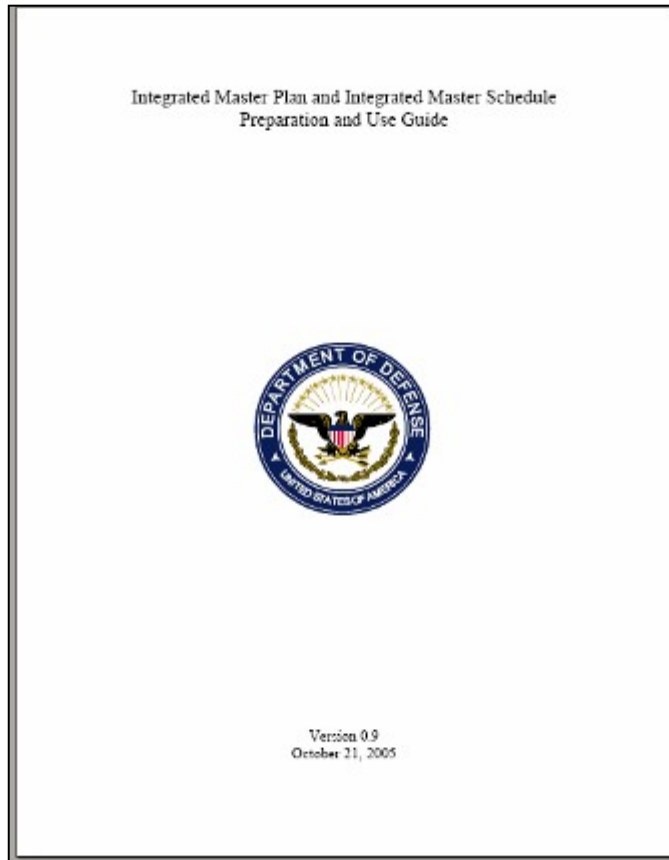 Integrated Master Plan and Integrated Master Schedule
Preparation and Use Guide
DEPARTMENT OF DEFENSE
UNITED STATES OF AMERICA
Version 0.9
October 21, 2005